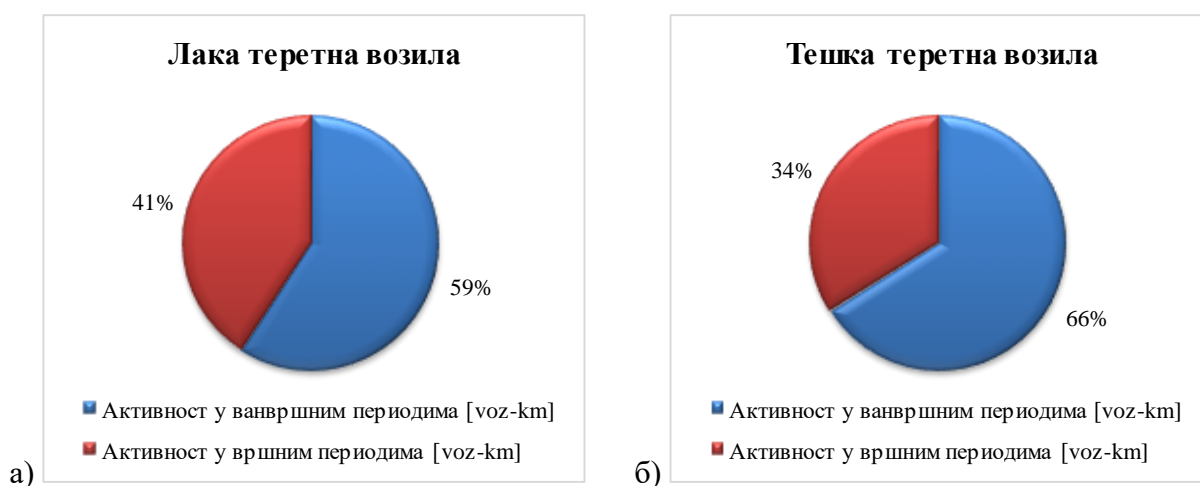 Лака теретна возила
41%
59%
Активност у ванвршним периодима [voz-km]
Активност у вршним периодима [voz-km]
а)
Тешка теретна возила
34%
66%
Активност у ванвршним периодима [voz-km]
Активност у вршним периодима [voz-km]
б)